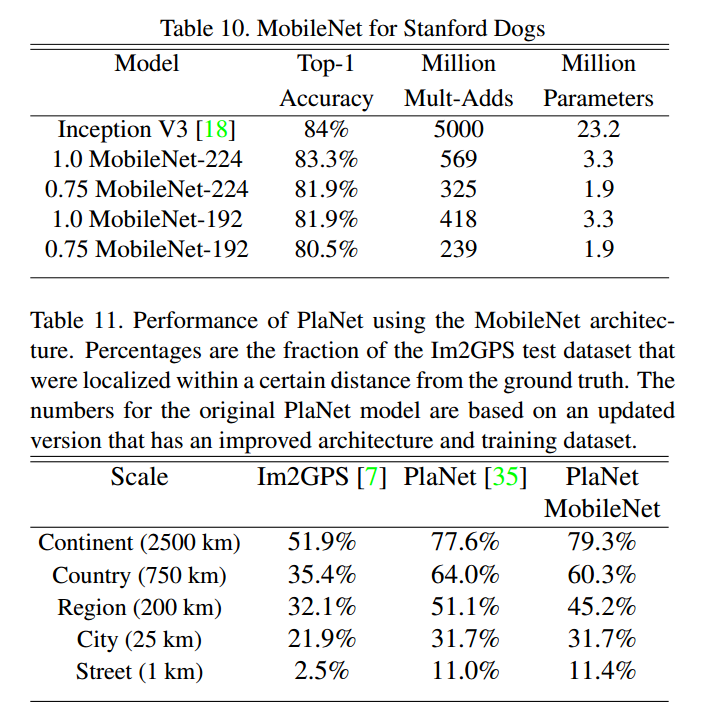 Table 10. MobileNet for Stanford Dogs
Model Top-1 Million Million
Accuracy Mult-Adds Parameters
Inception V3 [18] 84% 5000 23.2
1.0 MobileNet-224 83.3% 569 3.3
0.75 MobileNet-224 81.9% 325 1.9
1.0 MobileNet-192 81.9% 418 3.3
0.75 MobileNet-192 80.5% 239 1.9
Table 11. Performance of PlaNet using the MobileNet architec-
ture. Percentages are the fraction of the Im2GPS test dataset that
were localized within a certain distance from the ground truth. The
numbers for the original PlaNet model are based on an updated
version that has an improved architecture and training dataset.
Scale Im2GPS [7] PlaNet [35] PlaNet
MobileNet
Continent (2500 km) 51.9% 77.6% 79.3%
Country (750 km) 35.4% 64.0% 60.3%
Region (200 km) 32.1% 51.1% 45.2%
City (25 km) 21.9% 31.7% 31.7%
Street (1 km) 2.5% 11.0% 11.4%